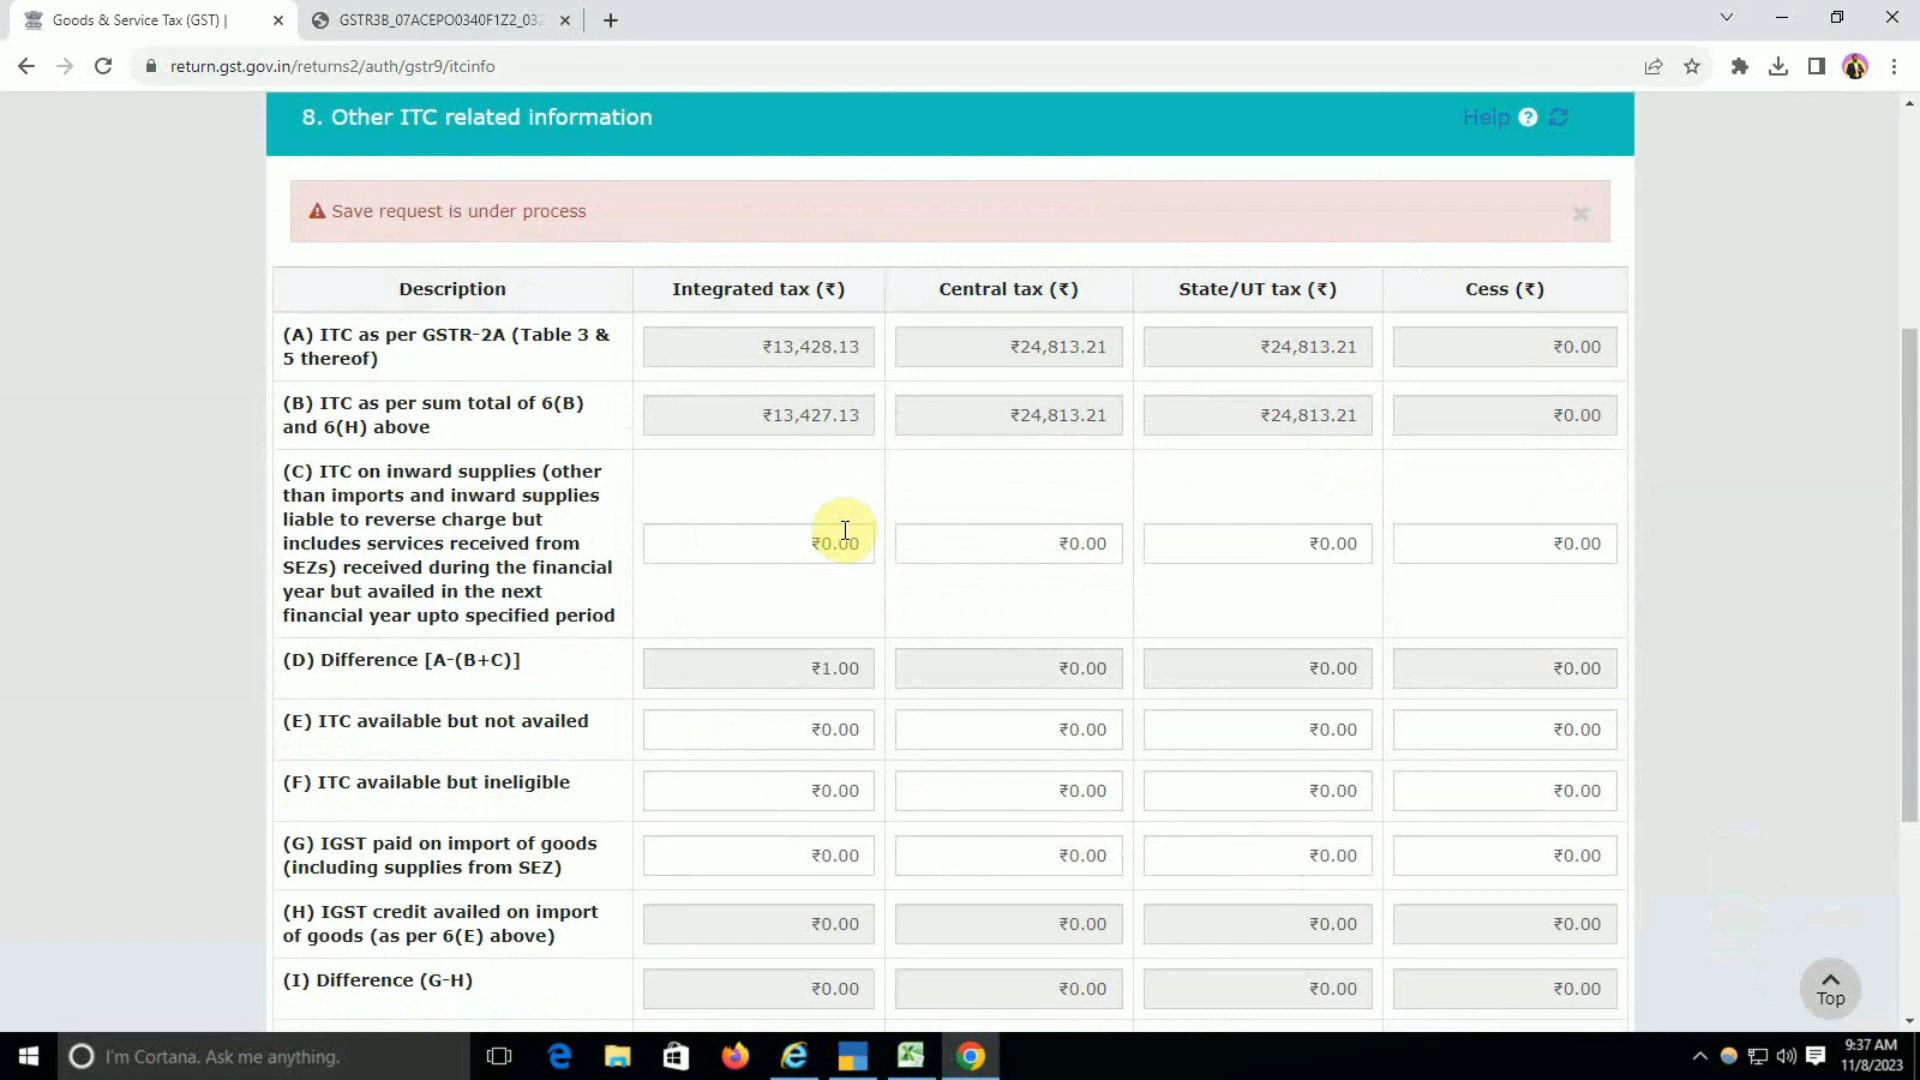 Goods & Service Tax (GST) |
GSTR3B_07ACEPO0340F1Z2_032
return.gst.gov.in/returns2/auth/gstr9/itcinfo
8. Other ITC related information
Help ?
Save request is under process
Description Integrated tax (₹) Central tax (₹) State/UT tax (₹) Cess (₹)
(A) ITC as per GSTR-2A (Table 3 &
5 thereof)
₹13,428.13 ₹24,813.21 ₹24,813.21 ₹0.00
(B) ITC as per sum total of 6(B)
and 6(H) above
₹13,427.13 ₹24,813.21 ₹24,813.21 ₹0.00
(C) ITC on inward supplies (other
than imports and inward supplies
liable to reverse charge but
includes services received from
SEZs) received during the financial
year but availed in the next
financial year upto specified period
₹0.00 ₹0.00 ₹0.00 ₹0.00
(D) Difference [A-(B+C)]
₹1.00 ₹0.00 ₹0.00 ₹0.00
(E) ITC available but not availed
₹0.00 ₹0.00 ₹0.00 ₹0.00
(F) ITC available but ineligible
₹0.00 ₹0.00 ₹0.00 ₹0.00
(G) IGST paid on import of goods
(including supplies from SEZ)
₹0.00 ₹0.00 ₹0.00 ₹0.00
(H) IGST credit availed on import
of goods (as per 6(E) above)
₹0.00 ₹0.00 ₹0.00 ₹0.00
(I) Difference (G-H)
₹0.00 ₹0.00 ₹0.00 ₹0.00
Top
I'm Cortana. Ask me anything.
9:37 AM
11/8/2023